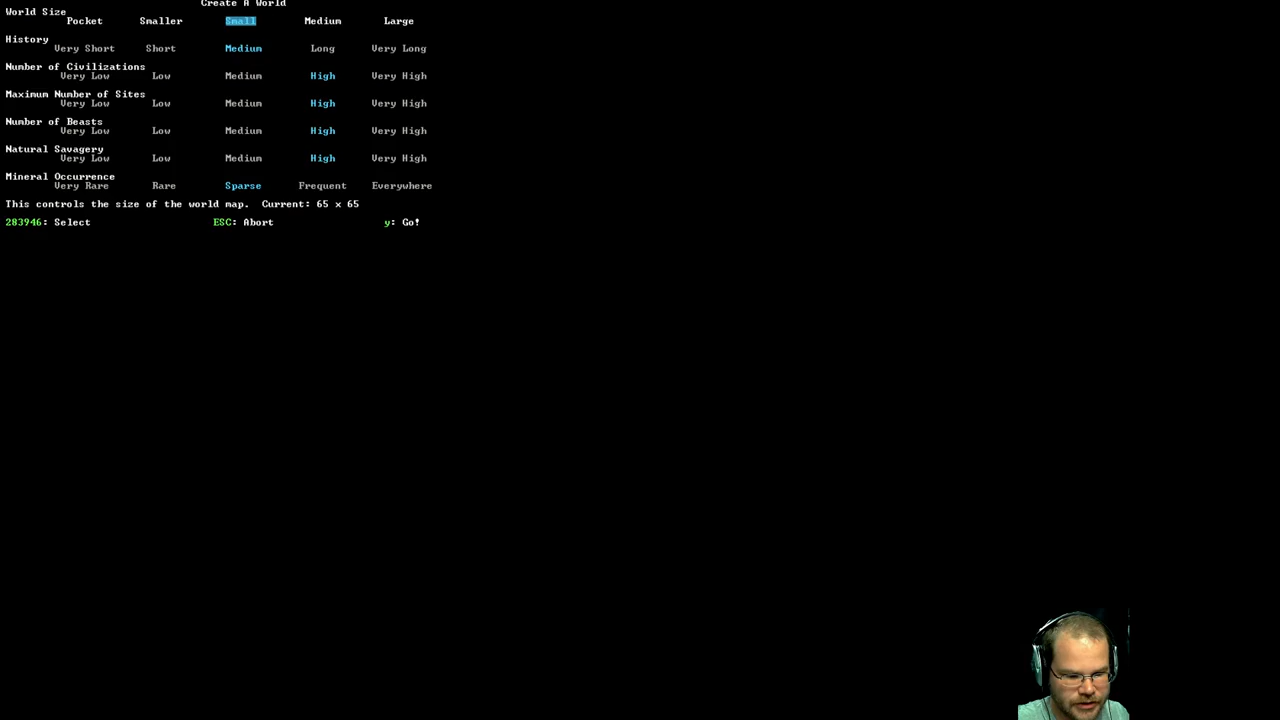 Create A World
World Size
Pocket Smaller Small Medium Large
History
Very Short Short Medium Long Very Long
Number of Civilizations
Very Low Low Medium High Very High
Maximum Number of Sites
Very Low Low Medium High Very High
Number of Beasts
Very Low Low Medium High Very High
Natural Savagery
Very Low Low Medium High Very High
Mineral Occurrence
Very Rare Rare Sparse Frequent Everywhere
This controls the size of the world map. Current: 65 x 65
283946: Select ESC: Abort y: Go!